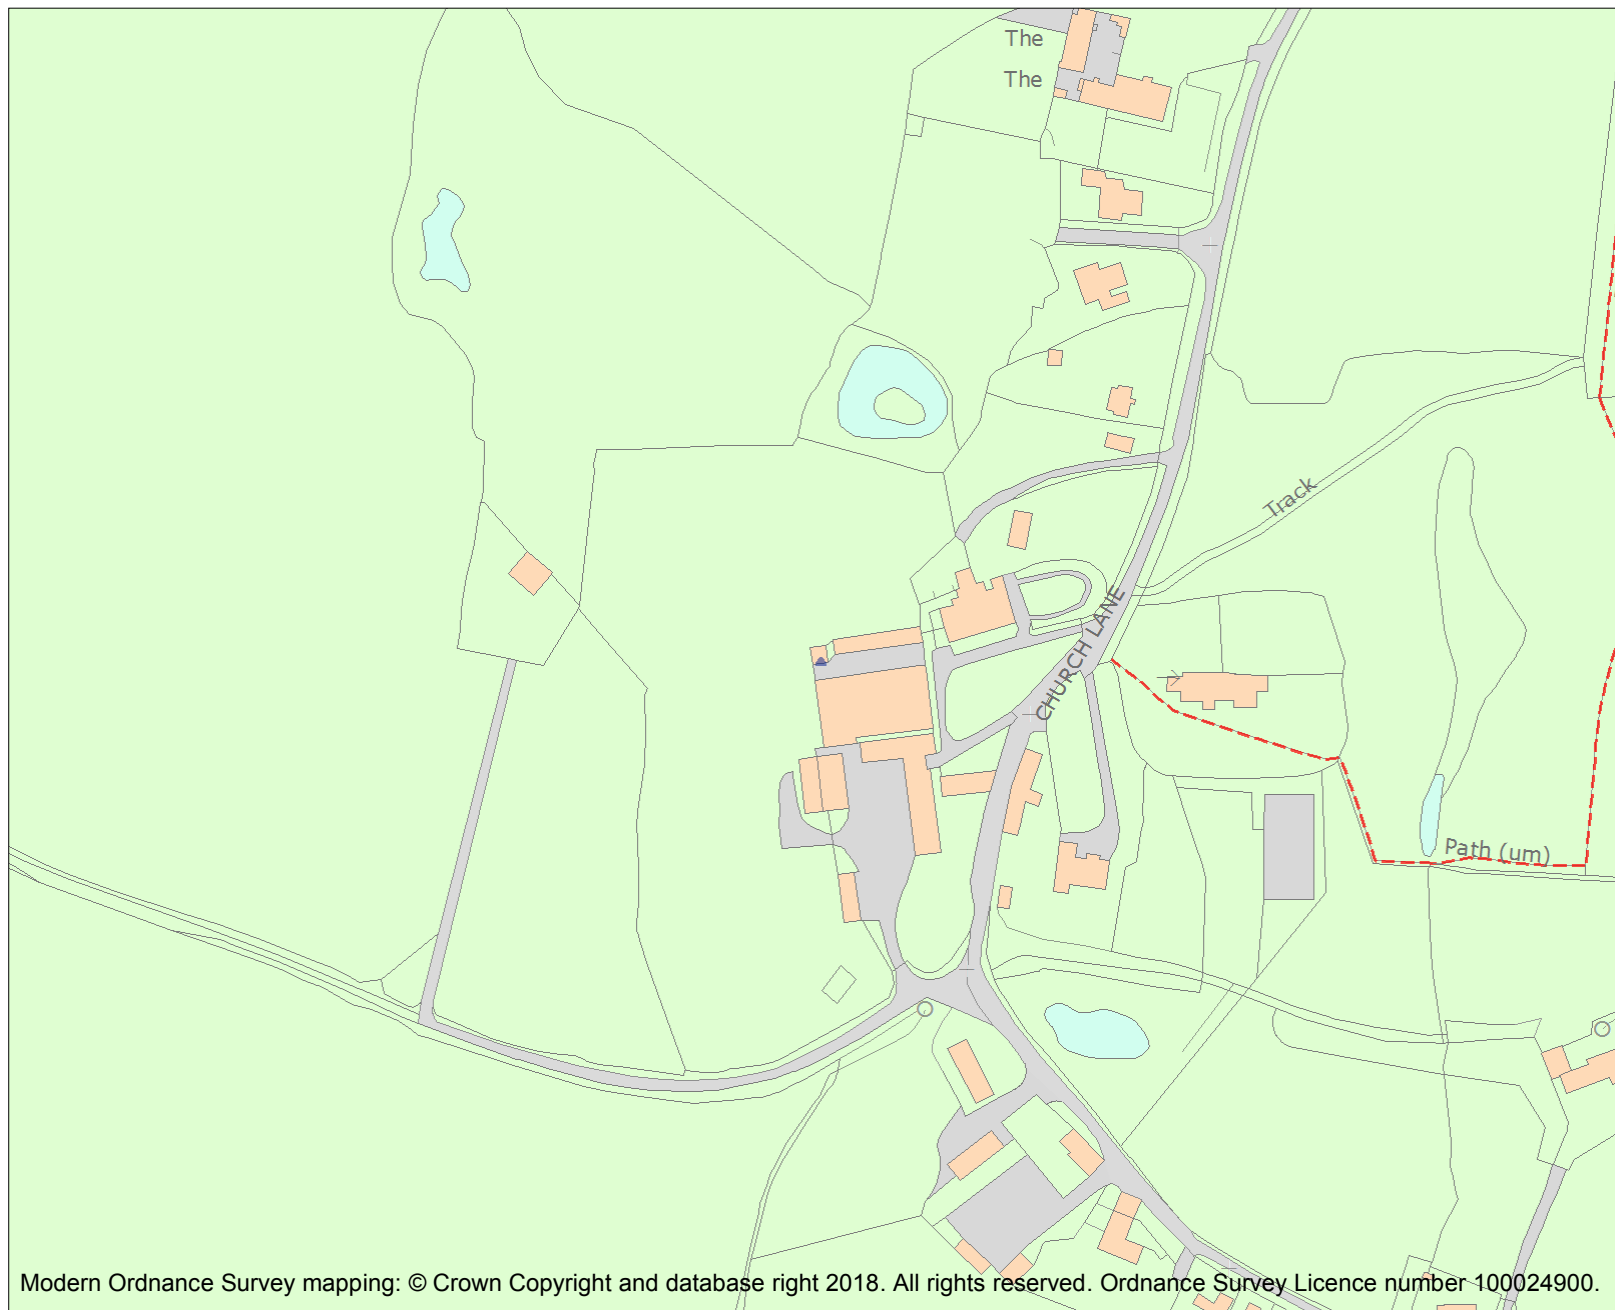 The
The
Track
CHURCH LANE
Path (um)
Modern Ordnance Survey mapping: © Crown Copyright and database right 2018. All rights reserved. Ordnance Survey Licence number 100024900.